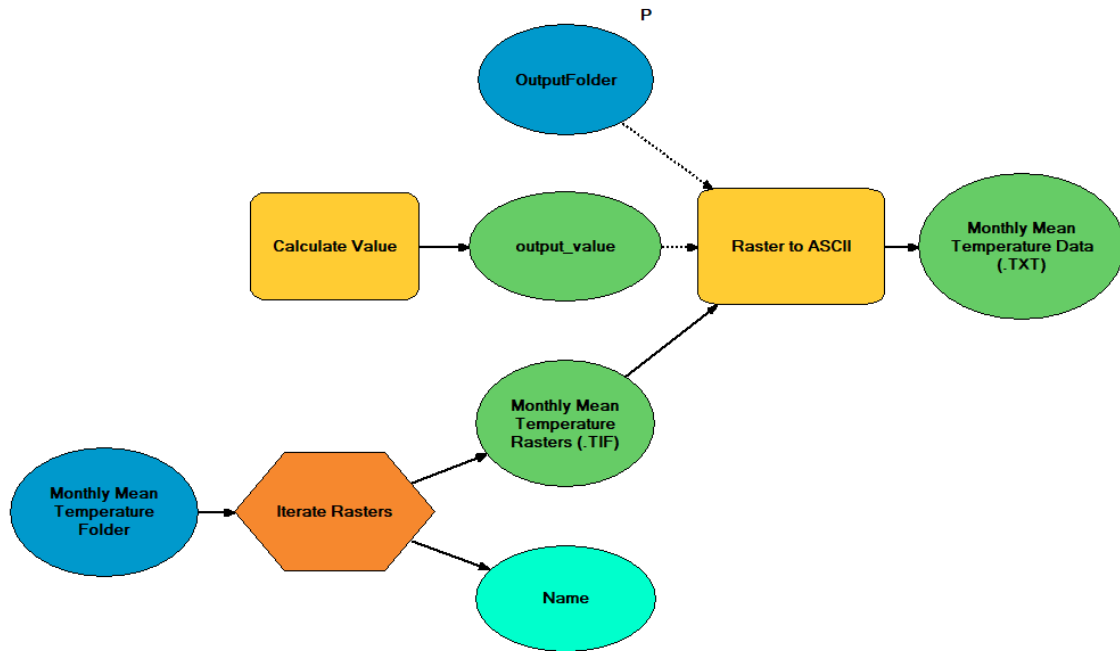 P
OutputFolder
Calculate Value
output_value
Raster to ASCII
Monthly Mean
Temperature Data
(.TXT)
Monthly Mean
Temperature
Rasters (.TIF)
Monthly Mean
Temperature
Folder
Iterate Rasters
Name